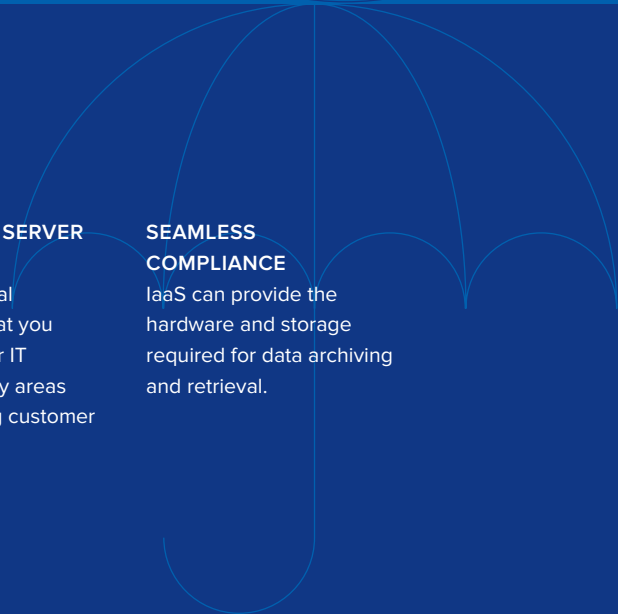 SERVER
at you
IT
y areas
customer
SEAMLESS
COMPLIANCE
IaaS can provide the
hardware and storage
required for data archiving
and retrieval.